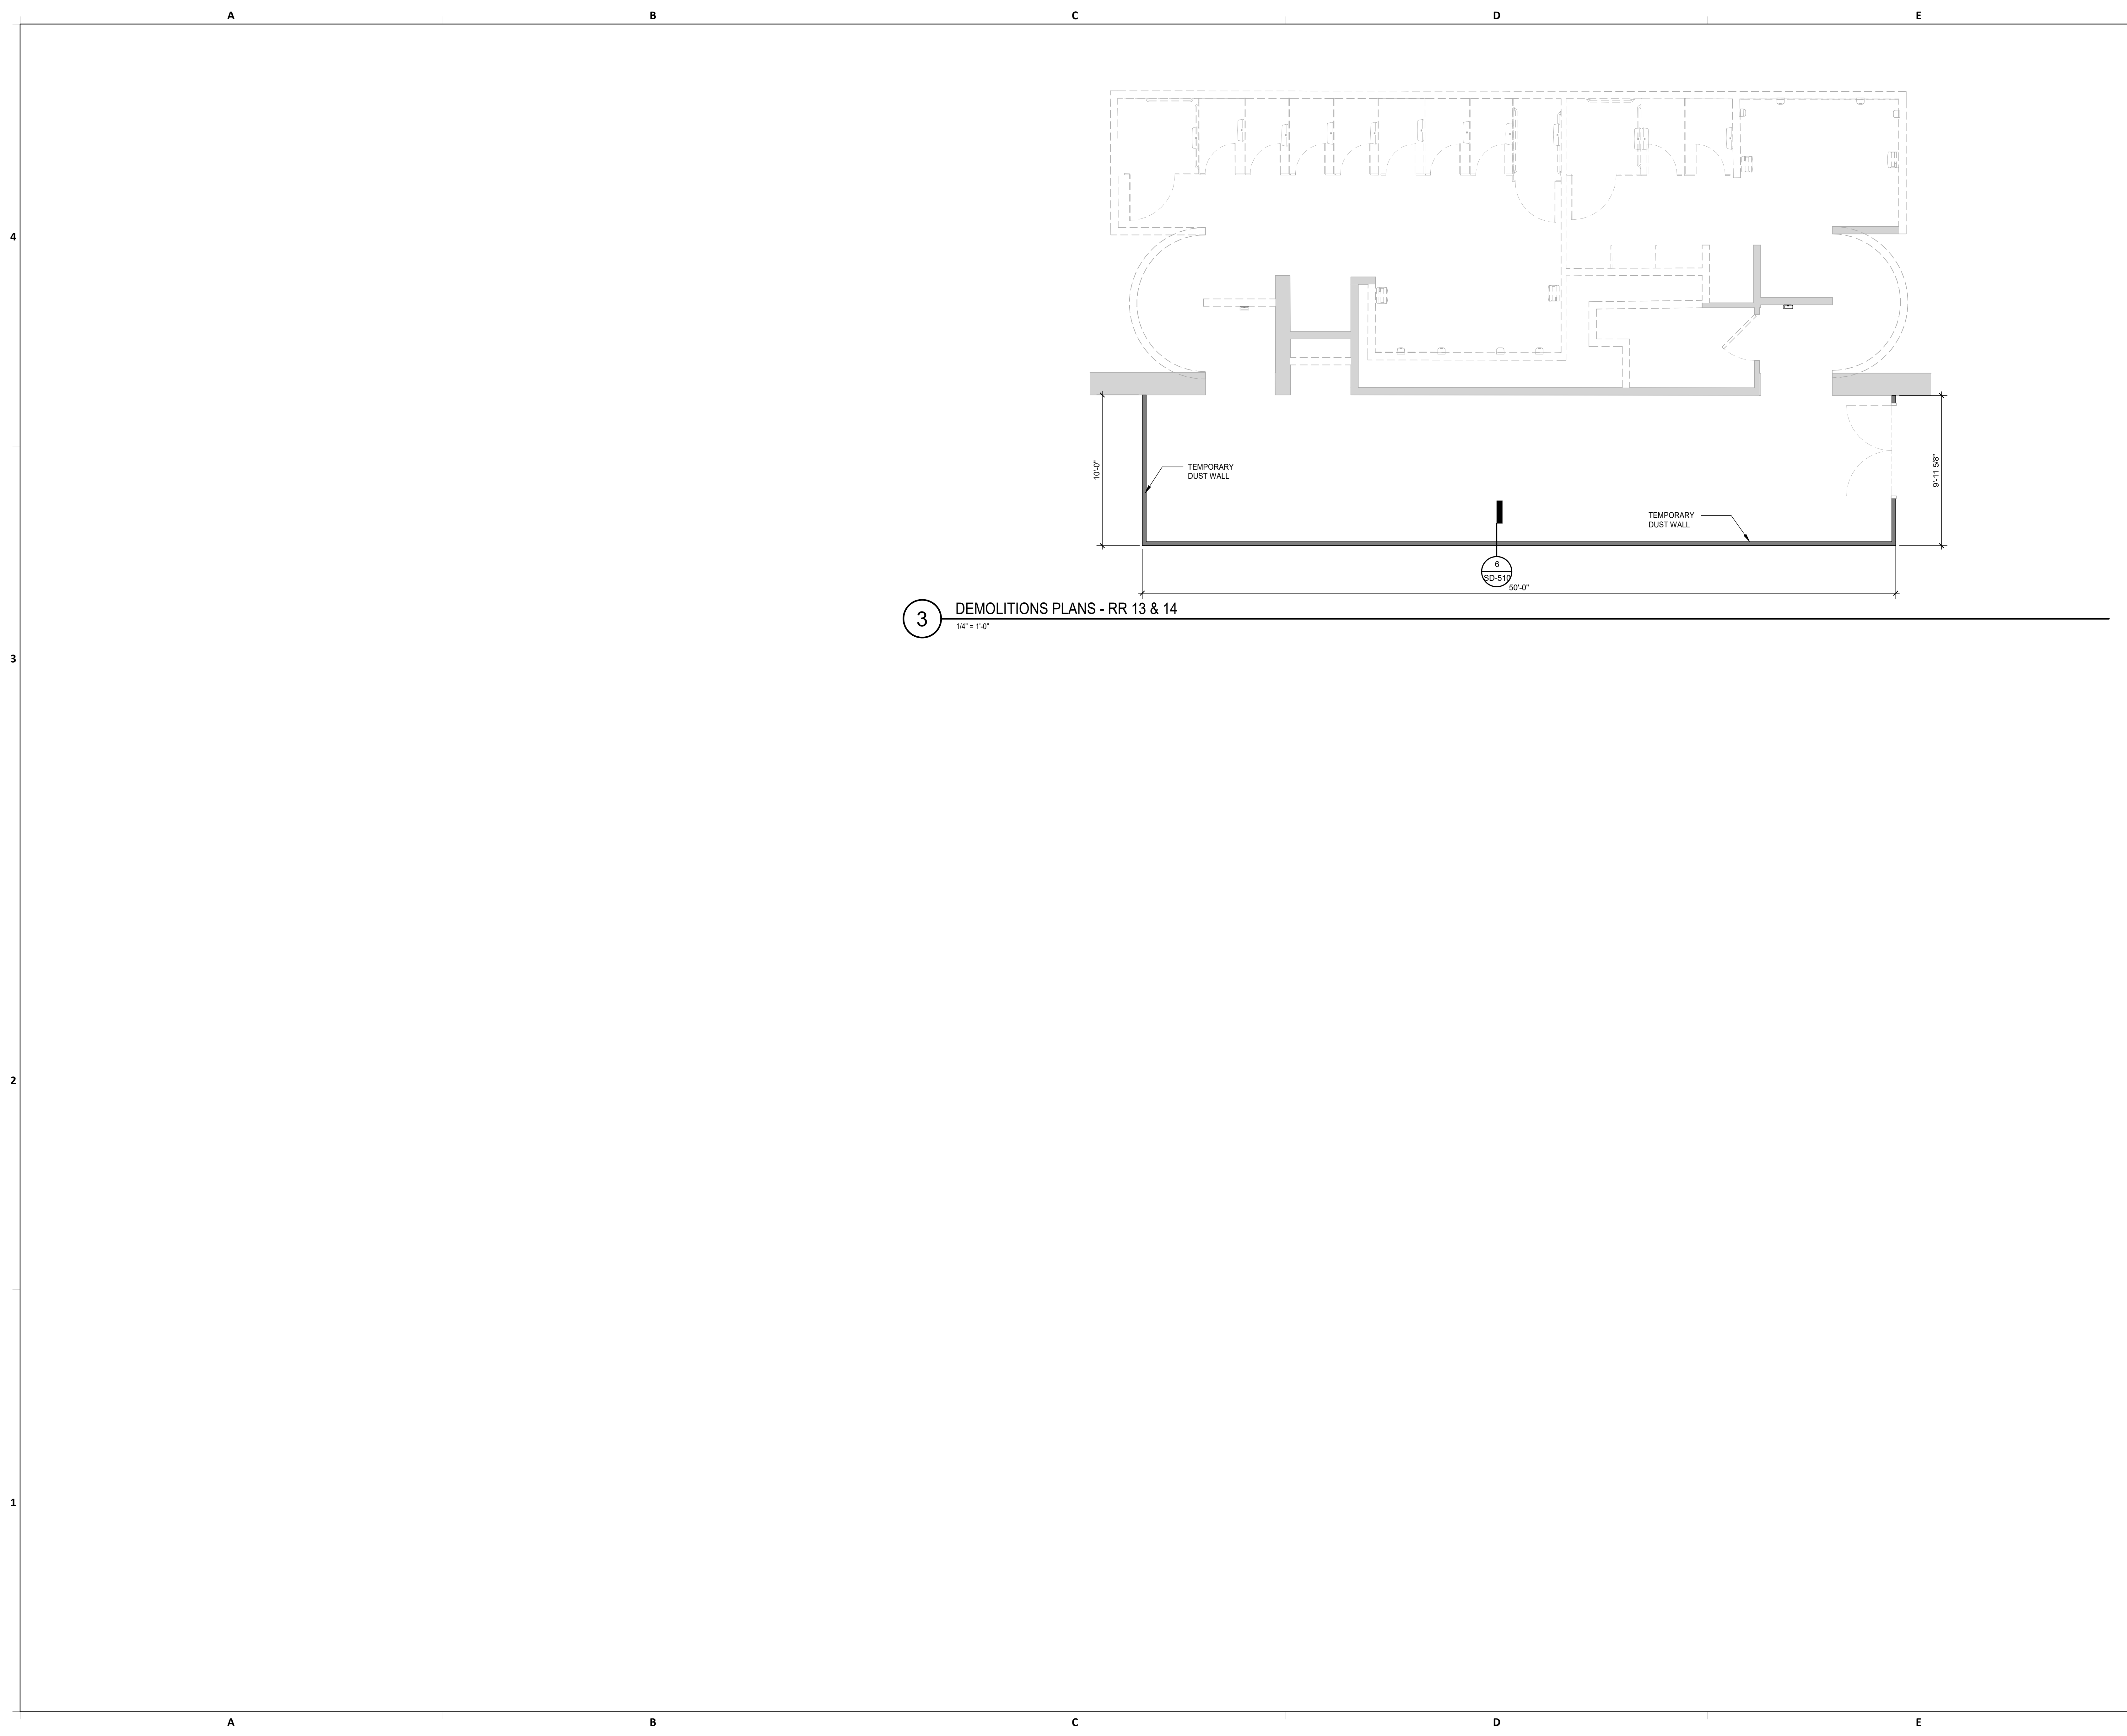 A B C D E
4
10'-0"
TEMPORARY
DUST WALL
9'-11 5/8"
TEMPORARY
DUST WALL
6
SD-510
50'-0"
3
DEMOLITIONS PLANS - RR 13 & 14
1/4" = 1'-0"
3
2
1
A B C D E